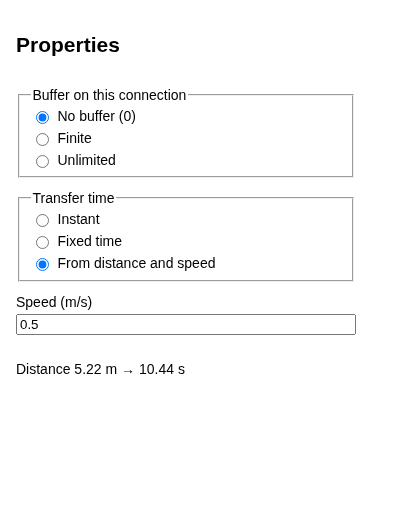 Properties
Buffer on this connection
No buffer (0)
Finite
Unlimited
Transfer time
Instant
Fixed time
From distance and speed
Speed (m/s)
0.5
Distance 5.22 m → 10.44 s